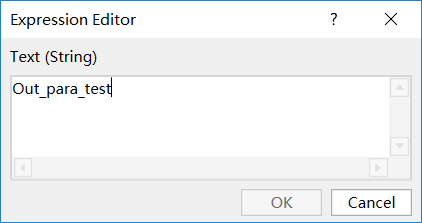 Expression Editor
?
Text (String)
Out_para_test
OK
Cancel